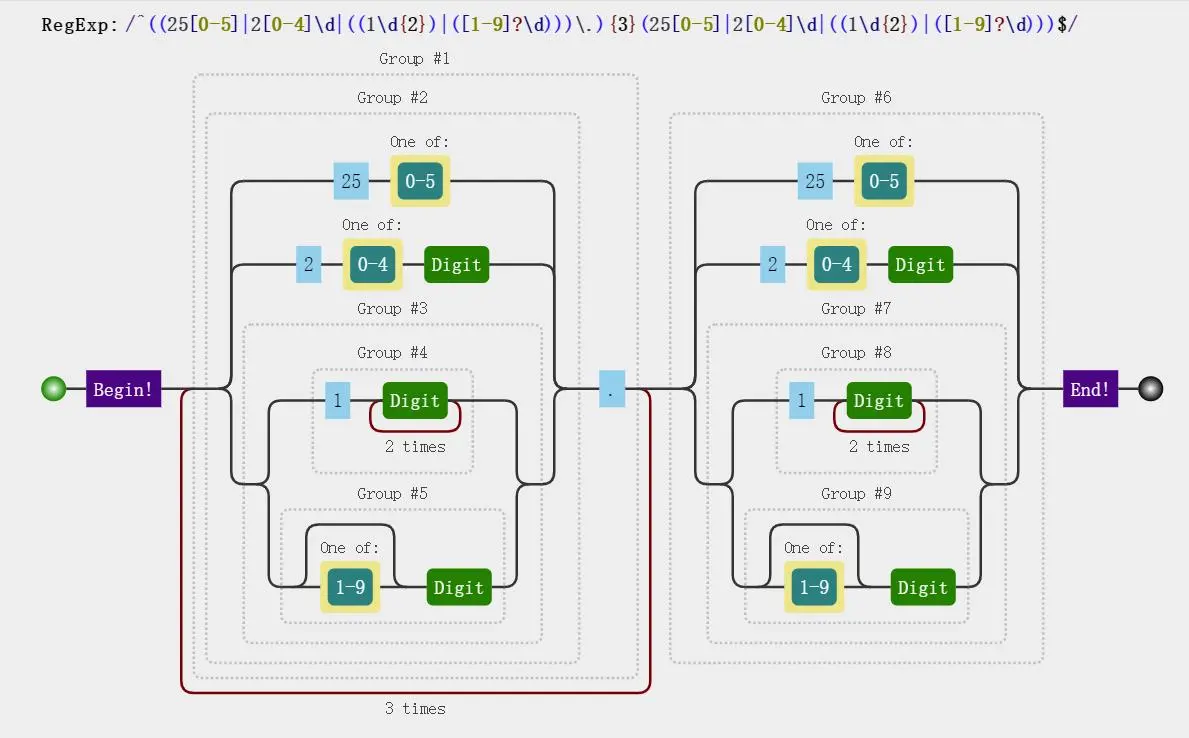 RegExp: /^((25[0-5]|2[0-4]\d|((1\d{2})|([1-9]?\d)))\.){3}(25[0-5]|2[0-4]\d|((1\d{2})|([1-9]?\d)))$/
Group #1
Group #2 Group #6
One of: One of:
25 0-5 25 0-5
One of: One of:
2 0-4 Digit 2 0-4 Digit
Group #3 Group #7
Group #4 Group #8
Begin! . End!
1 Digit 1 Digit
2 times 2 times
Group #5 Group #9
One of: One of:
1-9 Digit 1-9 Digit
3 times